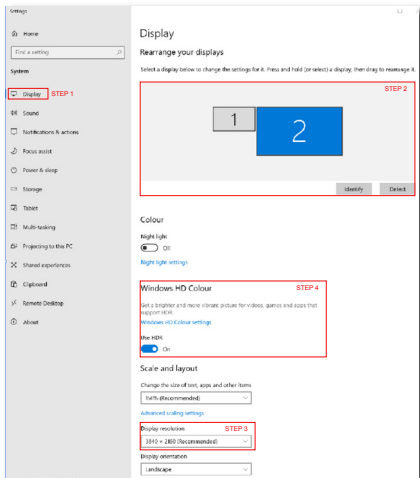 Settings
Home
Find a setting
System
Display STEP 1
Sound
Notifications & actions
Focus assist
Power & sleep
Storage
Tablet
Multi-tasking
Projecting to this PC
Shared experiences
Clipboard
Remote Desktop
About
Display
Rearrange your displays
Select a display below to change the settings for it. Press and hold (or select) a display, then drag to rearrange it.
STEP 2
1
2
Identify Detect
Colour
Night light
Off
Night light settings
Windows HD Colour STEP 4
Get a brighter and more vibrant picture for videos, games and apps that
support HDR.
Windows HD Colour settings
Use HDR
On
Scale and layout
Change the size of text, apps and other items
(Recommended)
Advanced scaling settings
Display resolution STEP 3
3840 × 2160 (Recommended)
Display orientation
Landscape